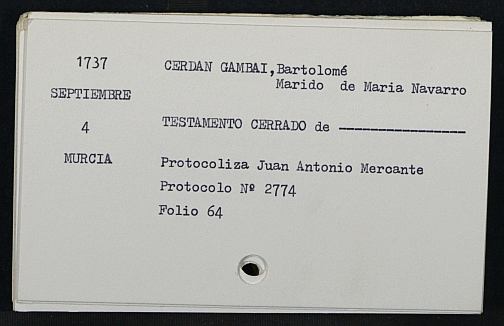 1737
CERDAN GAMBAI,Bartolomé
Marido de Maria Navarro
SEPTIEMBRE
4
TESTAMENTO CERRADO de ----------------
MURCIA
Protocoliza Juan Antonio Mercante
Protocolo Nº 2774
Folio 64